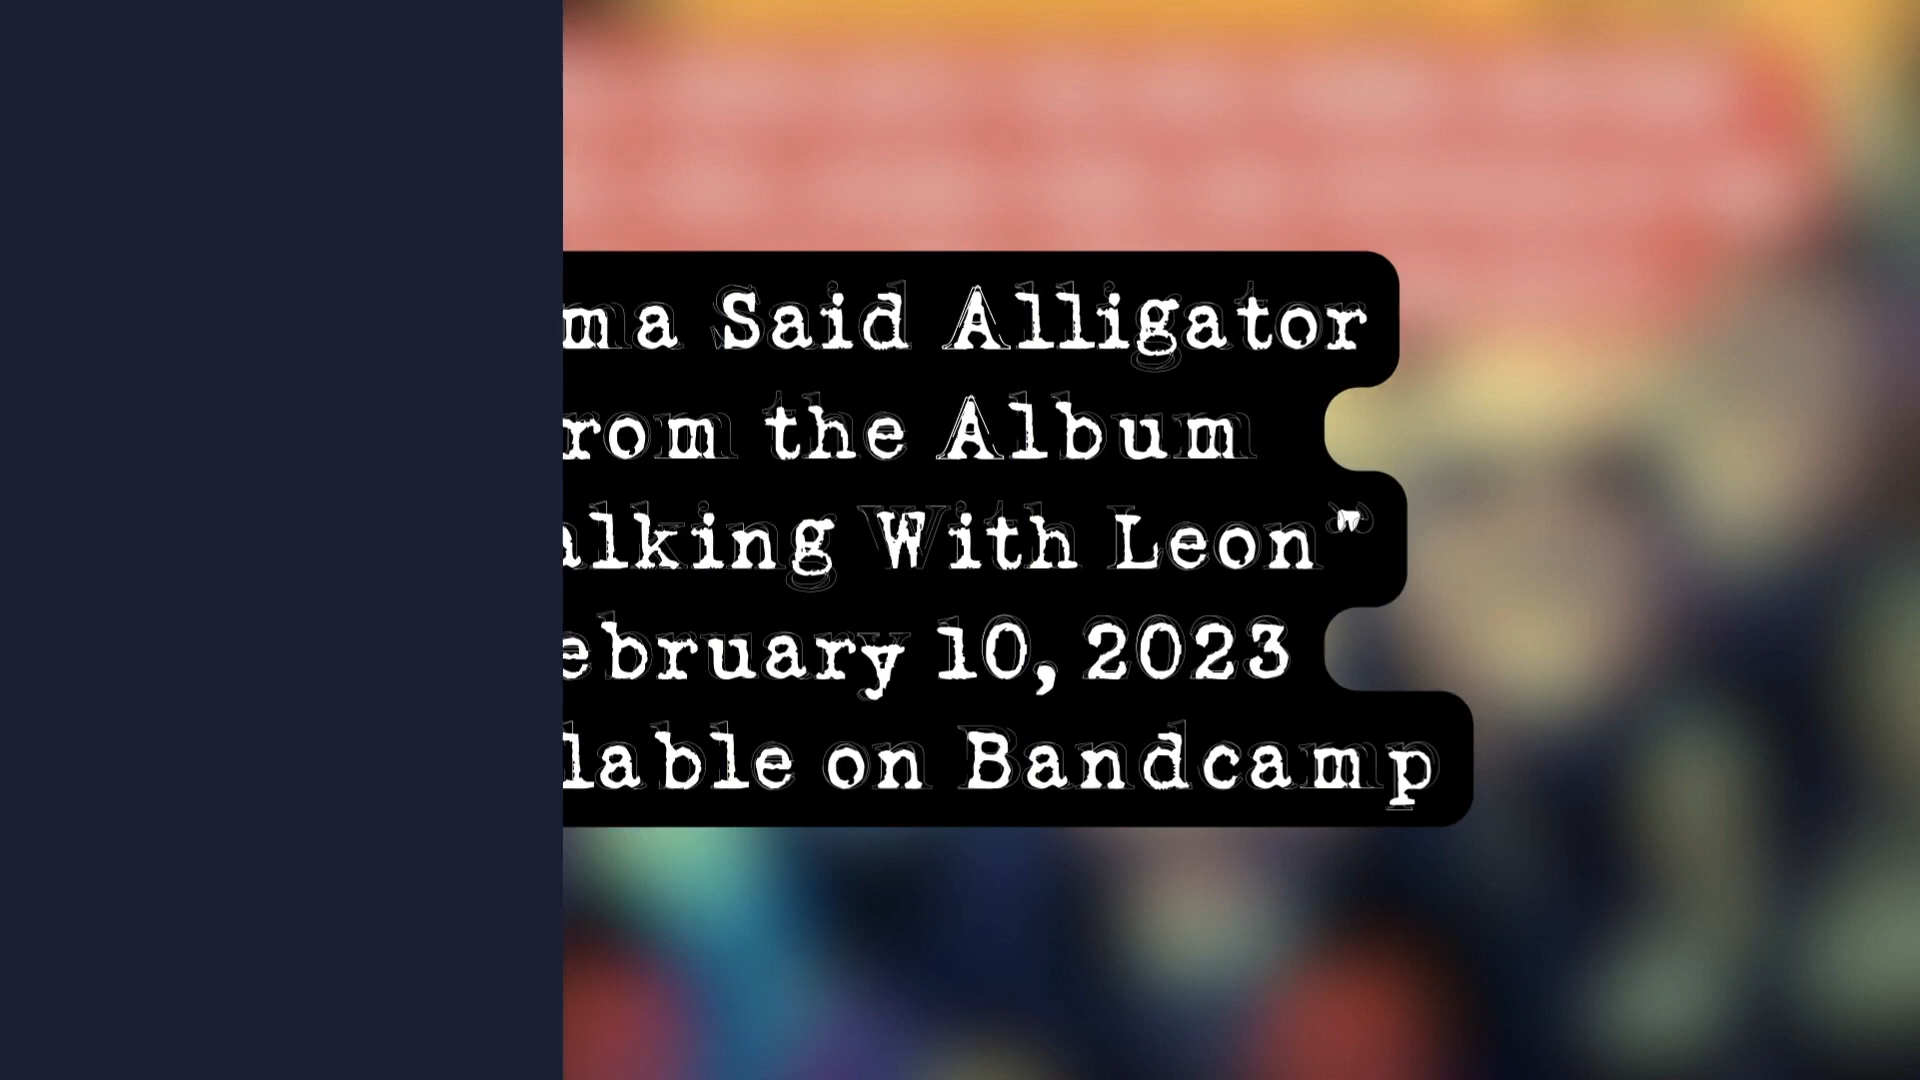 ma Said Alligator
rom the Album
alking With Leon"
ebruary 10, 2023
lable on Bandcamp